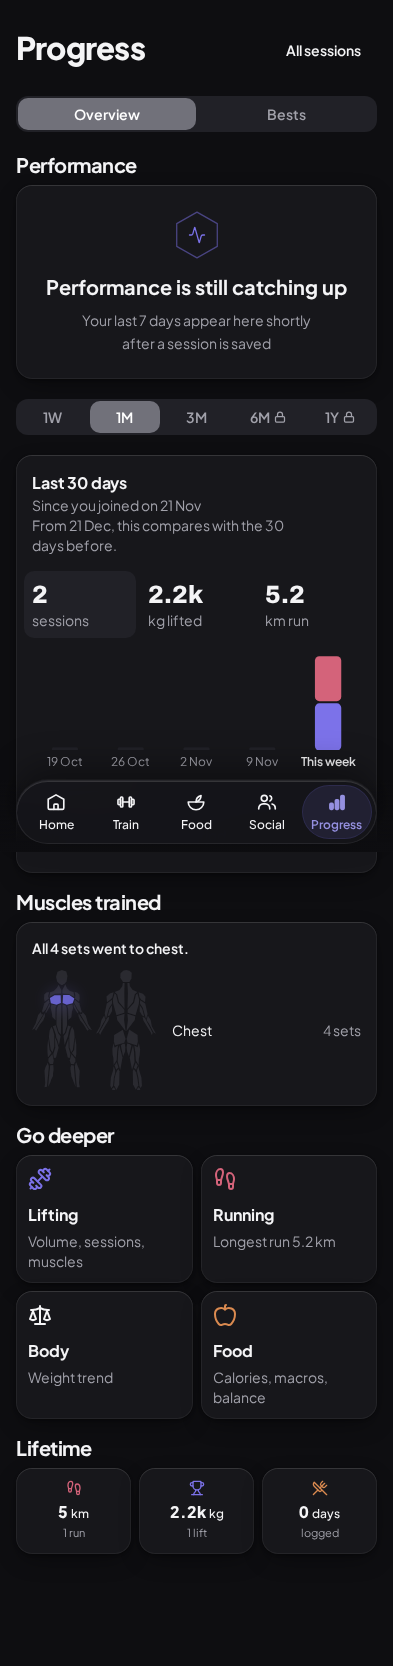 Progress
All sessions
Overview
Bests
Performance
Performance is still catching up
Your last 7 days appear here shortly
after a session is saved
1W
1M
3M
6M
1Y
Last 30 days
Since you joined on 21 Nov
From 21 Dec, this compares with the 30
days before.
2
2.2k
5.2
sessions
kg lifted
km run
19 Oct
26 Oct
2 Nov
9 Nov
This week
Home
Train
Food
Social
Progress
Muscles trained
All 4 sets went to chest.
Chest
4 sets
Go deeper
Lifting
Volume, sessions,
muscles
Running
Longest run 5.2 km
Body
Weight trend
Food
Calories, macros,
balance
Lifetime
5 km
1 run
2.2k kg
1 lift
0 days
logged